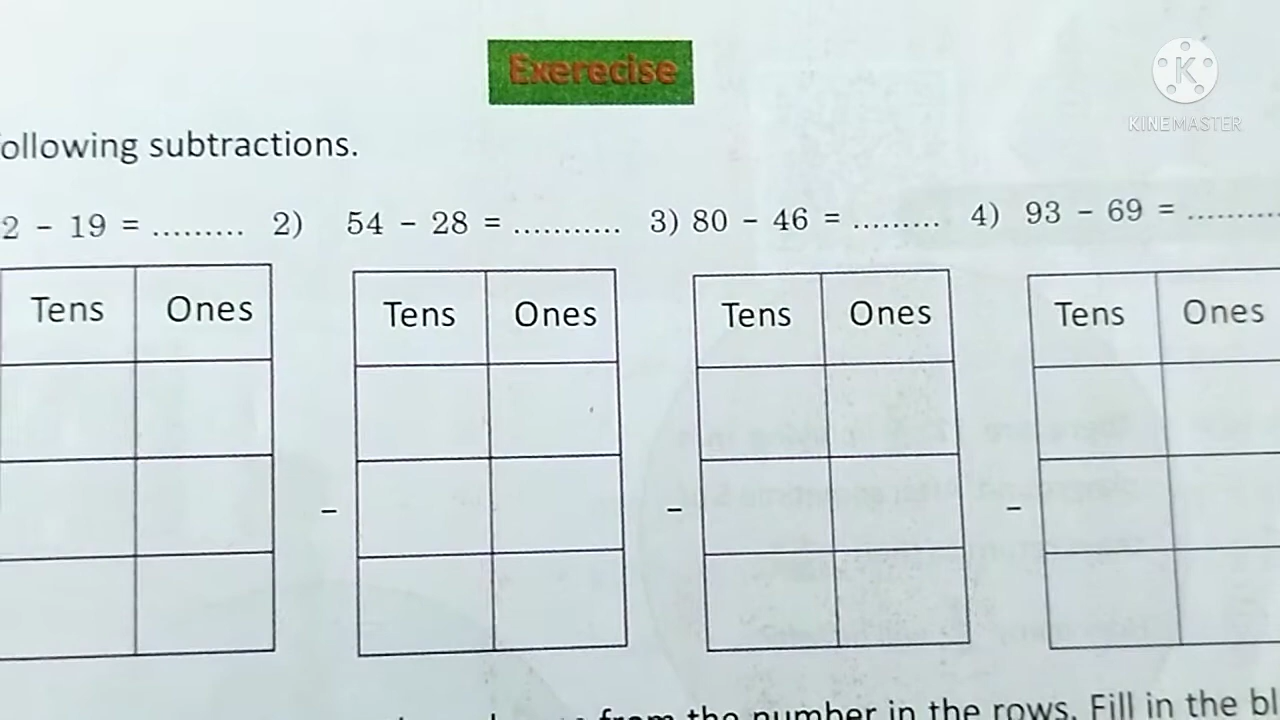 Exerecise
KINEMASTER
ollowing subtractions.
2 - 19 = ......... 2) 54 - 28 = ........... 3) 80 - 46 = ......... 4) 93 - 69 = ..........
Tens Ones Tens Ones Tens Ones Tens Ones
- - -
from the number in the rows. Fill in the bl